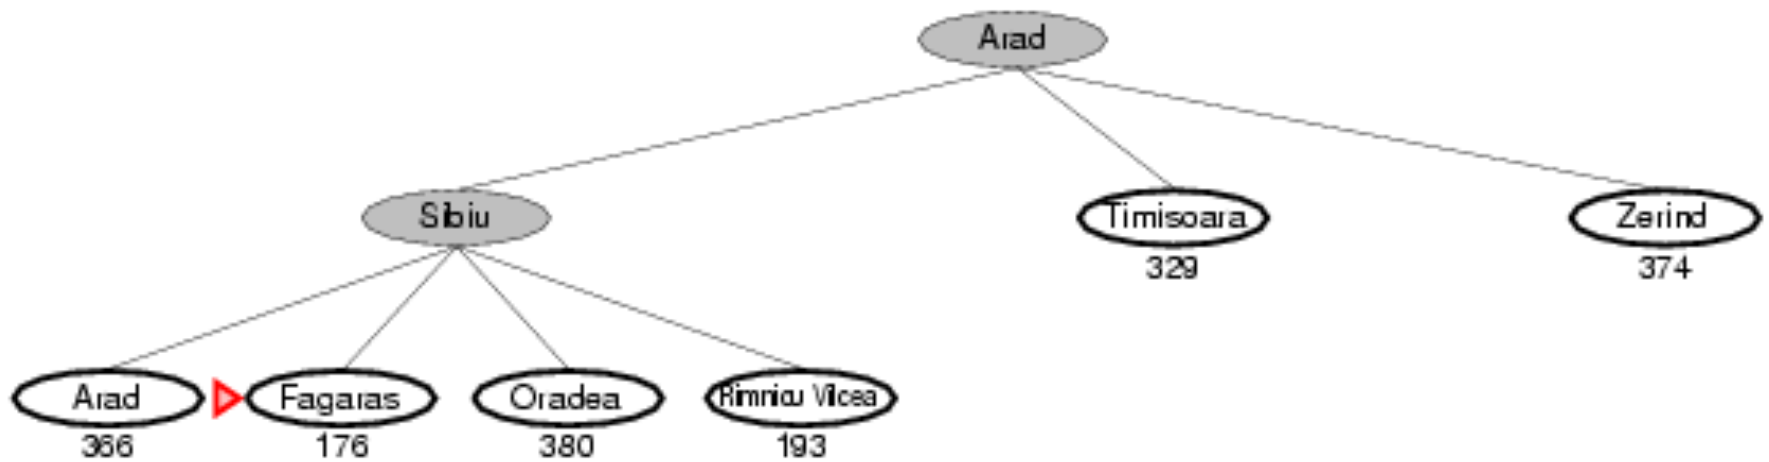 Arad
Sibiu
Timisoara
Zerind
329
374
Arad
Fagaras
Oradea
Rimnicu Vilcea
366
176
380
193